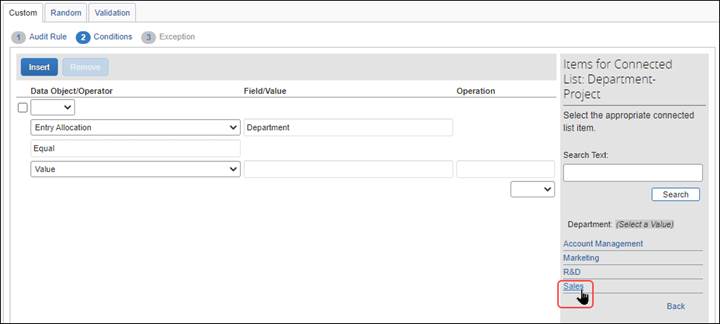 Custom Random Validation
1 Audit Rule 2 Conditions 3 Exception
Insert Remove
Data Object/Operator Field/Value Operation
Entry Allocation Department
Equal
Value
Items for Connected
List: Department-
Project
Select the appropriate connected
list item.
Search Text:
Search
Department: (Select a Value)
Account Management
Marketing
R&D
Sales
Back